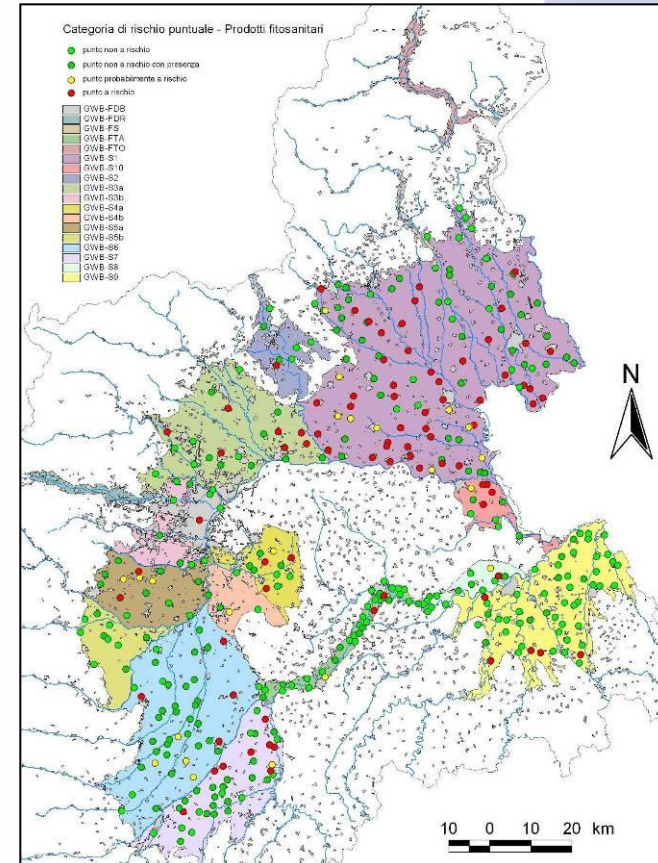 Categoria di rischio puntuale - Prodotti fitosanitari
punto non a rischio
punto non a rischio con presenza
punto probabilmente a rischio
punto a rischio
GWB-FDB
GWB-FDR
GWB-FS
GWB-FTA
GWB-FTO
GWB-S1
GWB-S10
GWB-S2
GWB-S3a
GWB-S3b
GWB-S4a
GWB-S4b
GWB-S5a
GWB-S5b
GWB-S6
GWB-S7
GWB-S8
GWB-S9
N
10 0 10 20 km